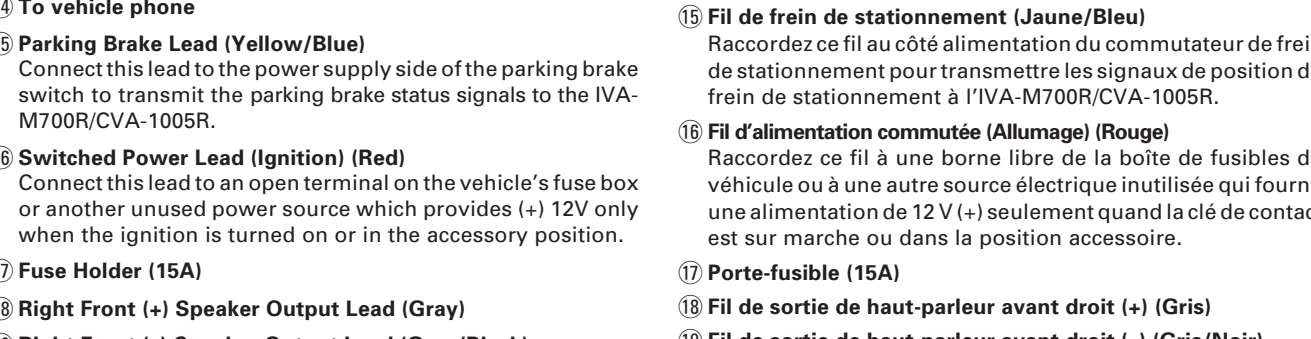 To vehicle phone
Parking Brake Lead (Yellow/Blue)
Connect this lead to the power supply side of the parking brake
switch to transmit the parking brake status signals to the IVA-
M700R/CVA-1005R.
Switched Power Lead (Ignition) (Red)
Connect this lead to an open terminal on the vehicle's fuse box
or another unused power source which provides (+) 12V only
when the ignition is turned on or in the accessory position.
Fuse Holder (15A)
Right Front (+) Speaker Output Lead (Gray)
⑮ Fil de frein de stationnement (Jaune/Bleu)
Raccordez ce fil au côté alimentation du commutateur de
de stationnement pour transmettre les signaux de position
frein de stationnement à l'IVA-M700R/CVA-1005R.
⑯ Fil d'alimentation commutée (Allumage) (Rouge)
Raccordez ce fil à une borne libre de la boîte de fusibles
véhicule ou à une autre source électrique inutilisée qui
une alimentation de 12 V (+) seulement quand la clé de
est sur marche ou dans la position accessoire.
⑰ Porte-fusible (15A)
⑱ Fil de sortie de haut-parleur avant droit (+) (Gris)